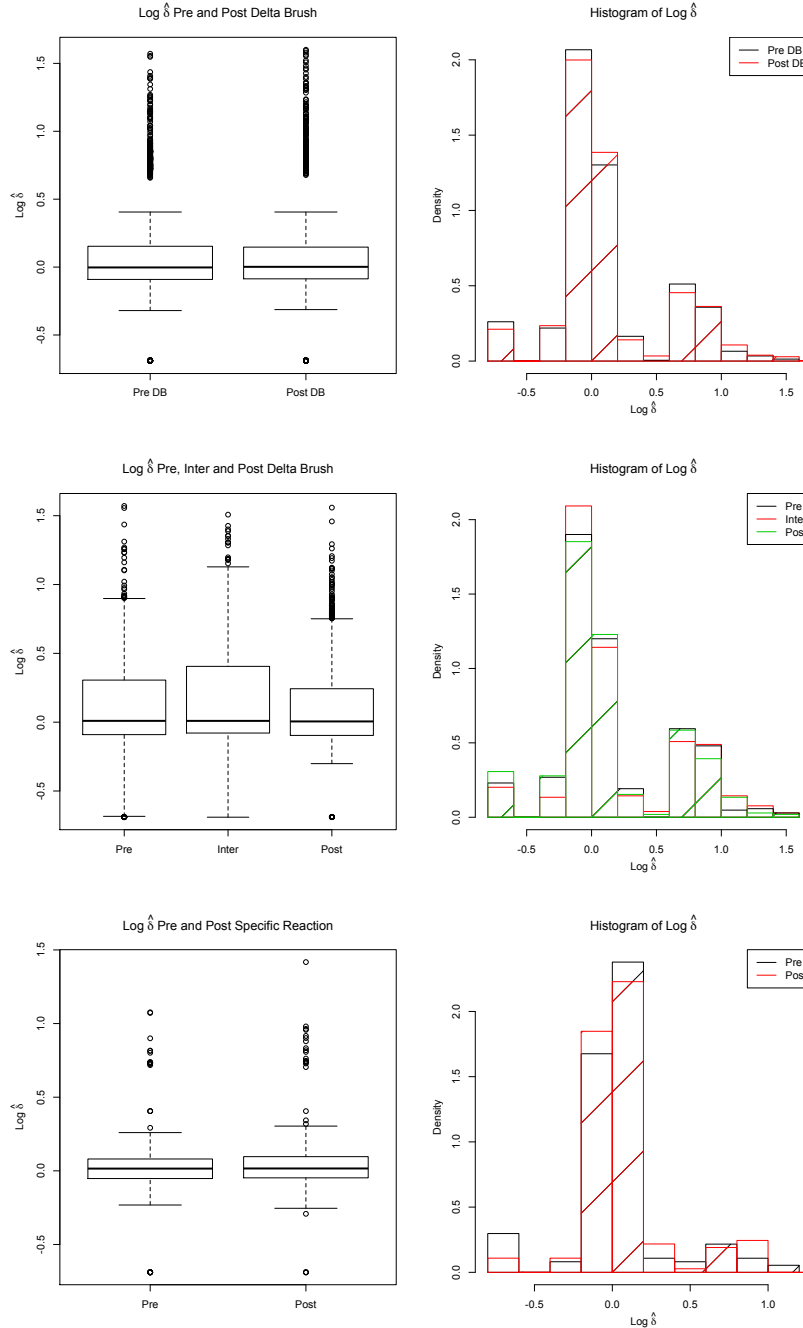 Log δ̂ Pre and Post Delta Brush
Log δ̂
1.5
1.0
0.5
0.0
-0.5
Pre DB
Post DB
Histogram of Log δ̂
Density
2.0
1.5
1.0
0.5
0.0
-0.5
0.0
0.5
1.0
1.5
Log δ̂
Pre DB
Post DB
Log δ̂ Pre, Inter and Post Delta Brush
Log δ̂
1.5
1.0
0.5
0.0
-0.5
Pre
Inter
Post
Histogram of Log δ̂
Density
2.0
1.5
1.0
0.5
0.0
-0.5
0.0
0.5
1.0
1.5
Log δ̂
Pre
Inte
Pos
Log δ̂ Pre and Post Specific Reaction
Log δ̂
1.5
1.0
0.5
0.0
-0.5
Pre
Post
Histogram of Log δ̂
Density
2.0
1.5
1.0
0.5
0.0
-0.5
0.0
0.5
1.0
Log δ̂
Pre
Pos